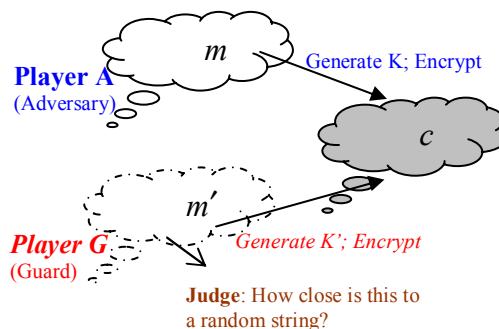 m
Player A
(Adversary)
Generate K; Encrypt
c
m'
Player G
(Guard)
Generate K'; Encrypt
Judge: How close is this to
a random string?